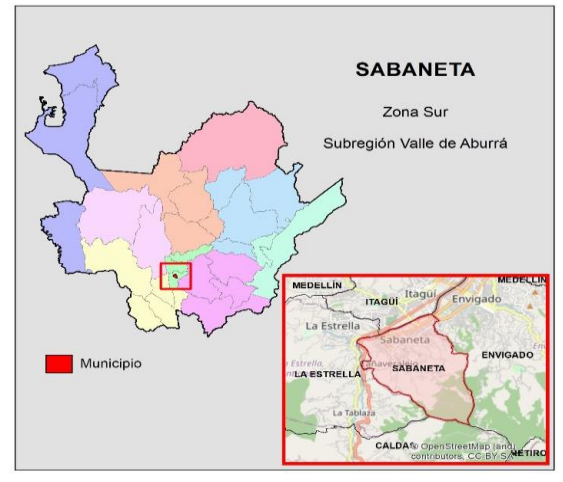 SABANETA
Zona Sur
Subregión Valle de Aburrá
Municipio
MEDELLÍN
MEDELLÍN
ITAGÜÍ
Itagüí
Envigado
La Estrella
Sabaneta
ENVIGADO
SABANETA
LA ESTRELLA
La Tablaza
CALDAS
© OpenStreetMap (and)
contributors, CC-BY-SA
RETIRO